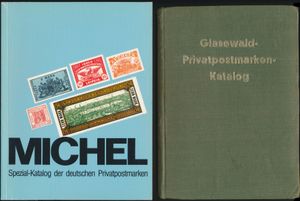 MICHEL
Spezial-Katalog der deutschen Privatpostmarken
Glasewald-
Privatpostmarken-
Katalog